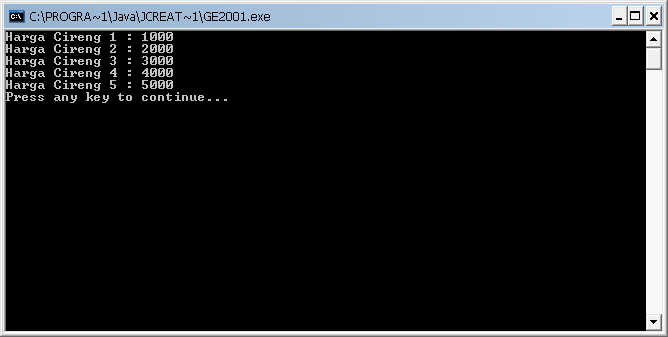 C:\PROGRA~1\Java\JCREAT~1\GE2001.exe
Harga Cireng 1 : 1000
Harga Cireng 2 : 2000
Harga Cireng 3 : 3000
Harga Cireng 4 : 4000
Harga Cireng 5 : 5000
Press any key to continue...